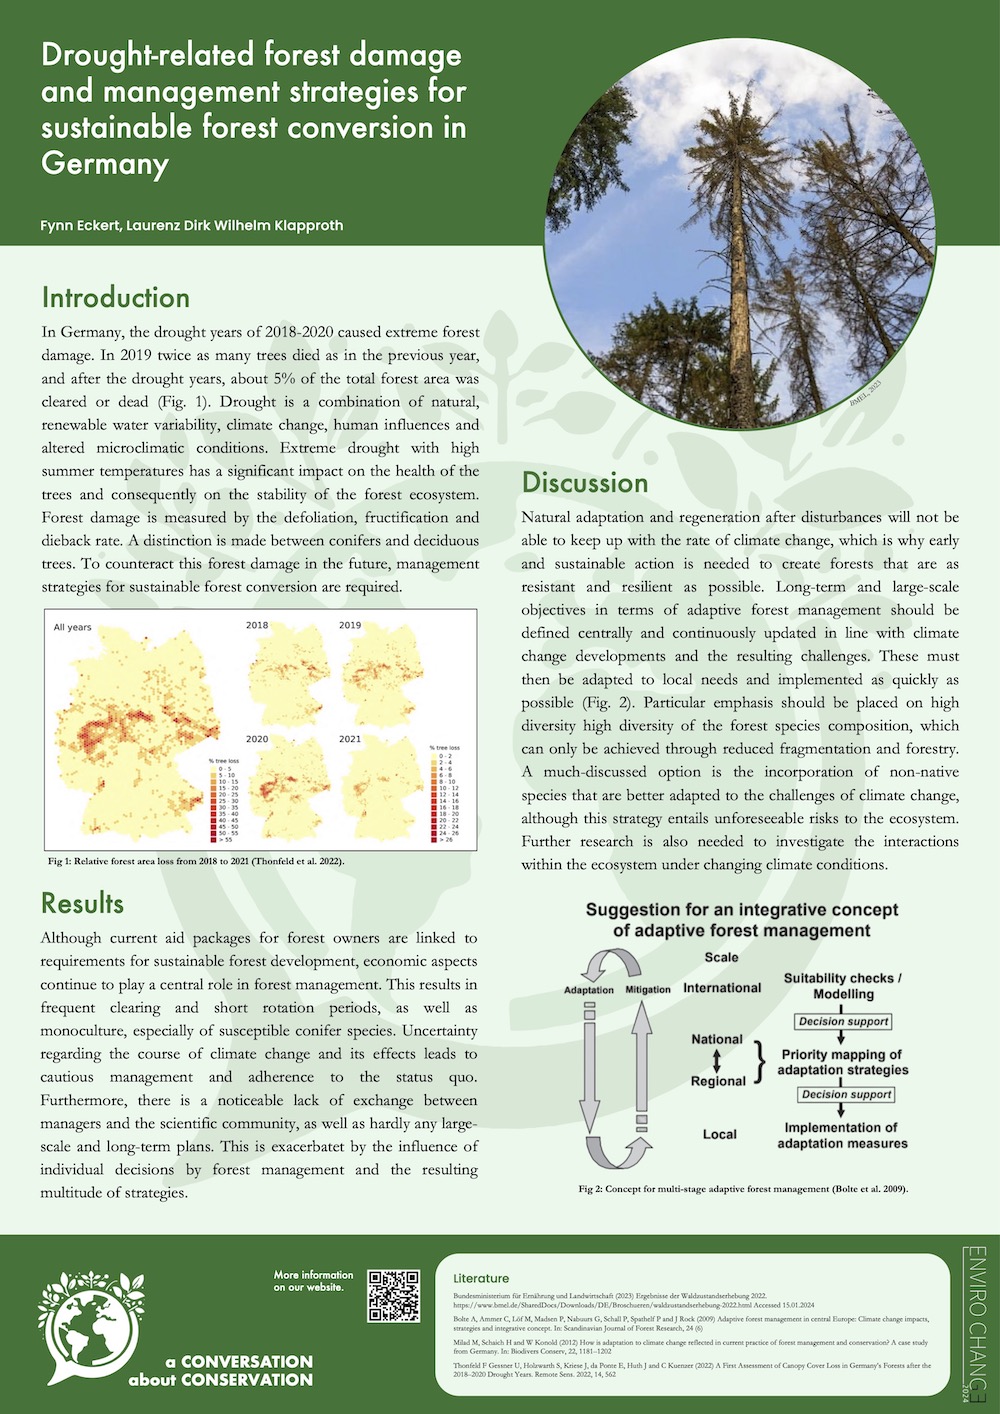 Drought-related forest damage
and management strategies for
sustainable forest conversion in
Germany
Fynn Eckert, Laurenz Dirk Wilhelm Klapproth
BMEL, 2023
Introduction
In Germany, the drought years of 2018-2020 caused extreme forest
damage. In 2019 twice as many trees died as in the previous year,
and after the drought years, about 5% of the total forest area was
cleared or dead (Fig. 1). Drought is a combination of natural,
renewable water variability, climate change, human influences and
altered microclimatic conditions. Extreme drought with high
summer temperatures has a significant impact on the health of the
trees and consequently on the stability of the forest ecosystem.
Forest damage is measured by the defoliation, fructification and
dieback rate. A distinction is made between conifers and deciduous
trees. To counteract this forest damage in the future, management
strategies for sustainable forest conversion are required.
All years
2018
2019
2020
2021
% tree loss
0 - 5
5 - 10
10 - 15
15 - 20
20 - 25
25 - 30
30 - 35
35 - 40
40 - 45
45 - 50
50 - 55
> 55
% tree loss
0 - 2
2 - 4
4 - 6
6 - 8
8 - 10
10 - 12
12 - 14
14 - 16
16 - 18
18 - 20
20 - 22
22 - 24
24 - 26
> 26
Fig 1: Relative forest area loss from 2018 to 2021 (Thonfeld et al. 2022).
Results
Although current aid packages for forest owners are linked to
requirements for sustainable forest development, economic aspects
continue to play a central role in forest management. This results in
frequent clearing and short rotation periods, as well as
monoculture, especially of susceptible conifer species. Uncertainty
regarding the course of climate change and its effects leads to
cautious management and adherence to the status quo.
Furthermore, there is a noticeable lack of exchange between
managers and the scientific community, as well as hardly any large-
scale and long-term plans. This is exacerbatet by the influence of
individual decisions by forest management and the resulting
multitude of strategies.
Discussion
Natural adaptation and regeneration after disturbances will not be
able to keep up with the rate of climate change, which is why early
and sustainable action is needed to create forests that are as
resistant and resilient as possible. Long-term and large-scale
objectives in terms of adaptive forest management should be
defined centrally and continuously updated in line with climate
change developments and the resulting challenges. These must
then be adapted to local needs and implemented as quickly as
possible (Fig. 2). Particular emphasis should be placed on high
diversity high diversity of the forest species composition, which
can only be achieved through reduced fragmentation and forestry.
A much-discussed option is the incorporation of non-native
species that are better adapted to the challenges of climate change,
although this strategy entails unforeseeable risks to the ecosystem.
Further research is also needed to investigate the interactions
within the ecosystem under changing climate conditions.
Suggestion for an integrative concept
of adaptive forest management
Adaptation
Mitigation
Scale
International
National
Regional
Local
Suitability checks /
Modelling
Decision support
Priority mapping of
adaptation strategies
Decision support
Implementation of
adaptation measures
Fig 2: Concept for multi-stage adaptive forest management (Bolte et al. 2009).
a CONVERSATION
about CONSERVATION
More information
on our website.
Literature
Bundesministerium für Ernährung und Landwirtschaft (2023) Ergebnisse der Waldzustandserhebung 2022.
https://www.bmel.de/SharedDocs/Downloads/DE/Broschueren/waldzustandserhebung-2022.html Accessed 15.01.2024
Bolte A, Ammer C, Löf M, Madsen P, Nabuurs G, Schall P, Spathelf P and J Rock (2009) Adaptive forest management in central Europe: Climate change impacts,
strategies and integrative concept. In: Scandinavian Journal of Forest Research, 24 (6)
Milad M, Schaich H and W Konold (2012) How is adaptation to climate change reflected in current practice of forest management and conservation? A case study
from Germany. In: Biodivers Conserv, 22, 1181–1202
Thonfeld F Gessner U, Holzwarth S, Kriese J, da Ponte E, Huth J and C Kuenzer (2022) A First Assessment of Canopy Cover Loss in Germany's Forests after the
2018–2020 Drought Years. Remote Sens. 2022, 14, 562
ENVIRO CHANGE
2024